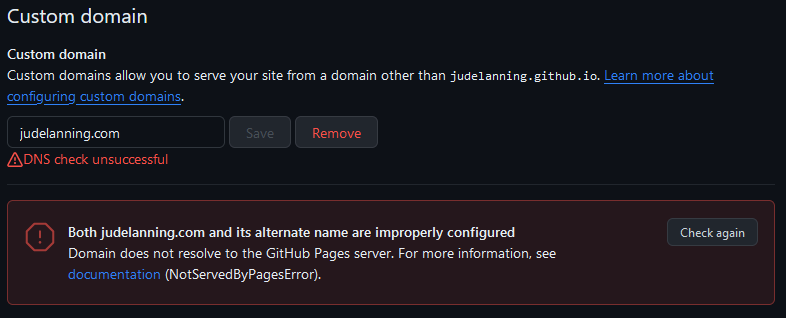 Custom domain
Custom domain
Custom domains allow you to serve your site from a domain other than judelanning.github.io. Learn more about
configuring custom domains.
judelanning.com Save Remove
DNS check unsuccessful
Both judelanning.com and its alternate name are improperly configured
Domain does not resolve to the GitHub Pages server. For more information, see
documentation (NotServedByPagesError).
Check again